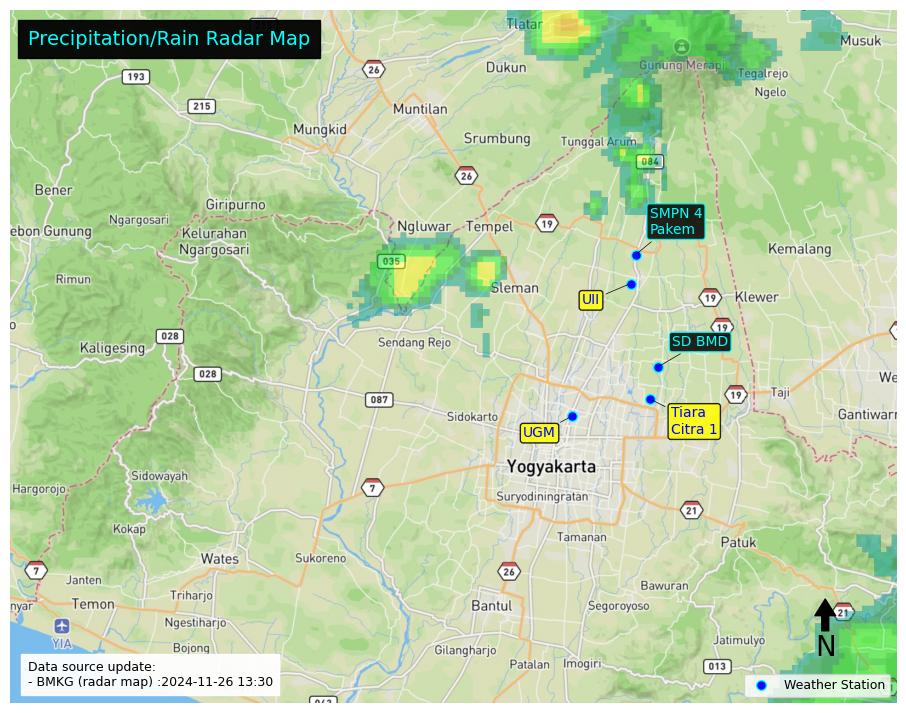 Precipitation/Rain Radar Map
Tlatar
Musuk
26
Dukun
Gunung Merapi
Tegalrejo
193
Ngelo
215
Muntilan
Mungkid
Srumbung
Tunggal Arum
084
26
Bener
Giripurno
SMPN 4
Pakem
Ngargosari
Ngluwar
Tempel
19
ebon Gunung
Kelurahan
Ngargosari
Kemalang
035
Rimun
Sleman
UII
19
Klewer
028
19
Kaligesing
Sendang Rejo
SD BMD
028
We
087
19
Taji
Sidokarto
Tiara
Citra 1
Gantiwarn
UGM
Yogyakarta
Sidowayah
Hargorojo
7
Suryodiningratan
21
Kokap
Tamanan
Patuk
Wates
Sukoreno
7
26
Janten
Bawuran
nyar
Temon
Triharjo
Bantul
Segoroyoso
21
Ngestiharjo
YIA
N
Bojong
Gilangharjo
Jatimulyo
Patalan
Imogiri
013
Data source update:
- BMKG (radar map) :2024-11-26 13:30
Weather Station